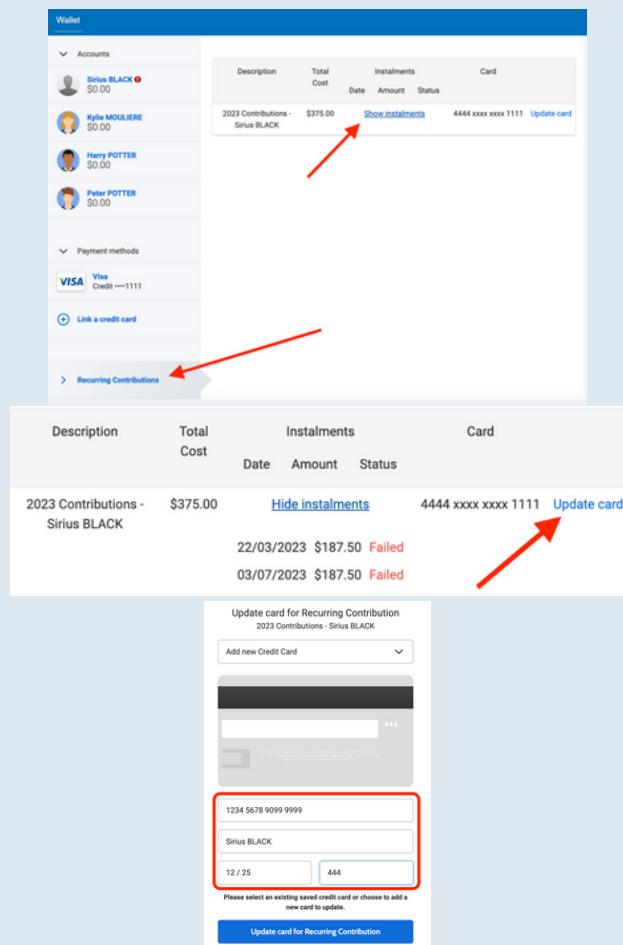 Wallet
Accounts
Sirius BLACK
$0.00
Kylie MOULIERE
$0.00
Harry POTTER
$0.00
Peter POTTER
$0.00
Payment methods
VISA
Visa
Credit ····1111
Link a credit card
Recurring Contributions
Description Total Instalments Card
Cost
Date Amount Status
2023 Contributions - $375.00 Show instalments 4444 xxxx xxxx 1111 Update card
Sirius BLACK
Description Total Instalments Card
Cost
Date Amount Status
2023 Contributions - $375.00 Hide instalments 4444 xxxx xxxx 1111 Update card
Sirius BLACK
22/03/2023 $187.50 Failed
03/07/2023 $187.50 Failed
Update card for Recurring Contribution
2023 Contributions - Sirius BLACK
Add new Credit Card
444
1234 5678 9099 9999
Sirius BLACK
12 / 25
444
Please select an existing saved credit card or choose to add a
new card to update.
Update card for Recurring Contribution